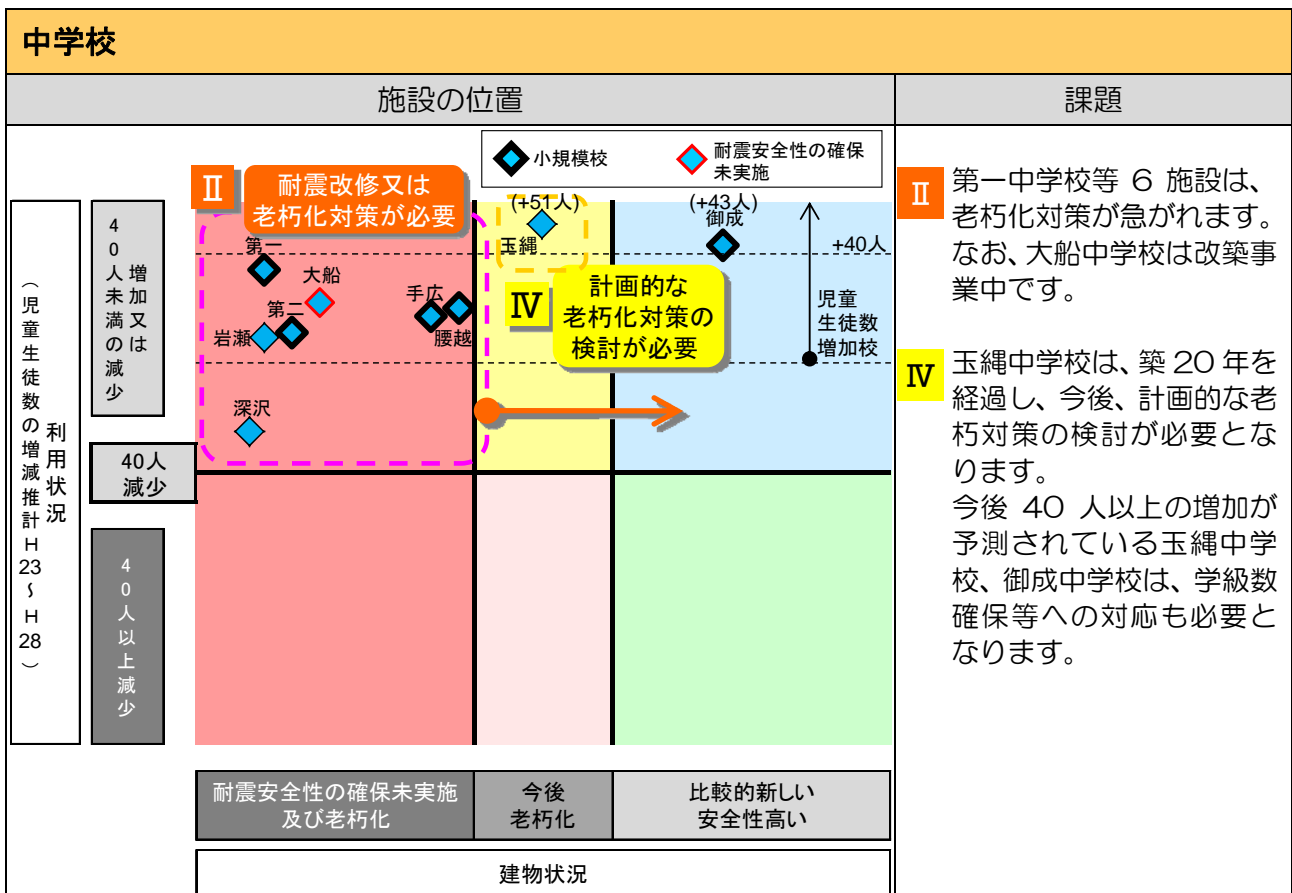 中学校
施設の位置
課題
小規模校
耐震安全性の確保
未実施
Ⅱ
耐震改修又は
老朽化対策が必要
(+51人)
玉縄
(+43人)
御成
+40人
第一
大船
第二
岩瀬
手広
腰越
深沢
Ⅳ
計画的な
老朽化対策の
検討が必要
児童
生徒数
増加校
利用状況
(児童生徒数の増減推計H23~H28)
増加又は
40人未満の減少
40人
減少
40人以上減少
耐震安全性の確保未実施
及び老朽化
今後
老朽化
比較的新しい
安全性高い
建物状況
Ⅱ
第一中学校等 6 施設は、
老朽化対策が急がれます。
なお、大船中学校は改築事
業中です。
Ⅳ
玉縄中学校は、築 20 年を
経過し、今後、計画的な老
朽対策の検討が必要とな
ります。
今後 40 人以上の増加が
予測されている玉縄中学
校、御成中学校は、学級数
確保等への対応も必要と
なります。